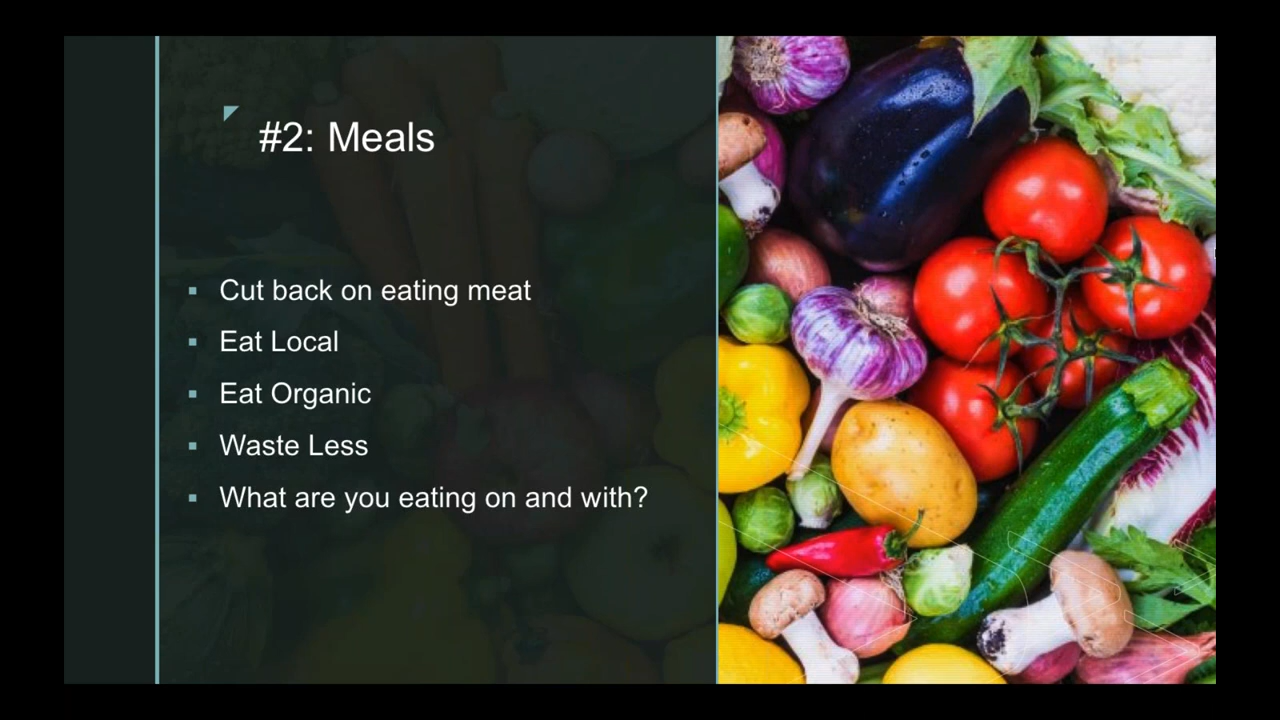 #2: Meals
Cut back on eating meat
Eat Local
Eat Organic
Waste Less
What are you eating on and with?